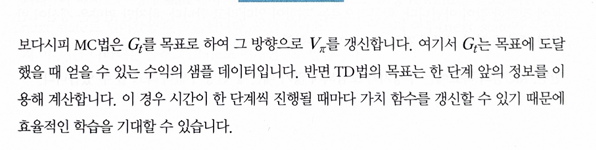 보다시피 MC법은 Gₜ를 목표로 하여 그 방향으로 Vπ를 갱신합니다. 여기서 Gₜ는 목표에 도달
했을 때 얻을 수 있는 수익의 샘플 데이터입니다. 반면 TD법의 목표는 한 단계 앞의 정보를 이
용해 계산합니다. 이 경우 시간이 한 단계씩 진행될 때마다 가치 함수를 갱신할 수 있기 때문에
효율적인 학습을 기대할 수 있습니다.